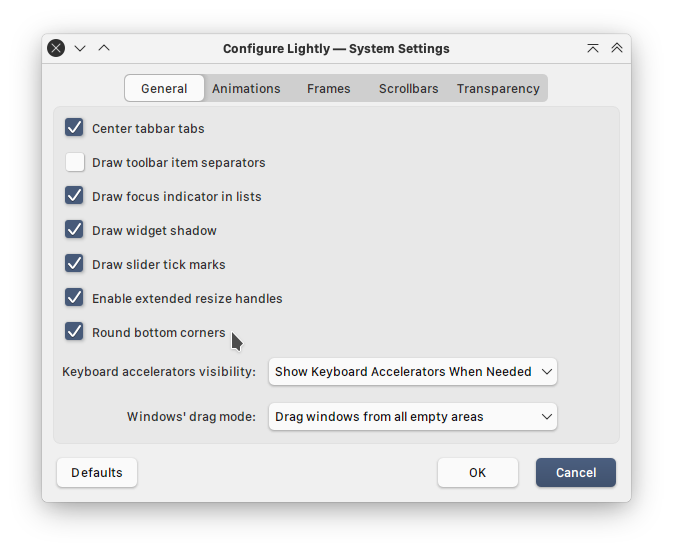 Configure Lightly — System Settings
General Animations Frames Scrollbars Transparency
Center tabbar tabs
Draw toolbar item separators
Draw focus indicator in lists
Draw widget shadow
Draw slider tick marks
Enable extended resize handles
Round bottom corners
Keyboard accelerators visibility: Show Keyboard Accelerators When Needed
Windows' drag mode: Drag windows from all empty areas
Defaults OK Cancel